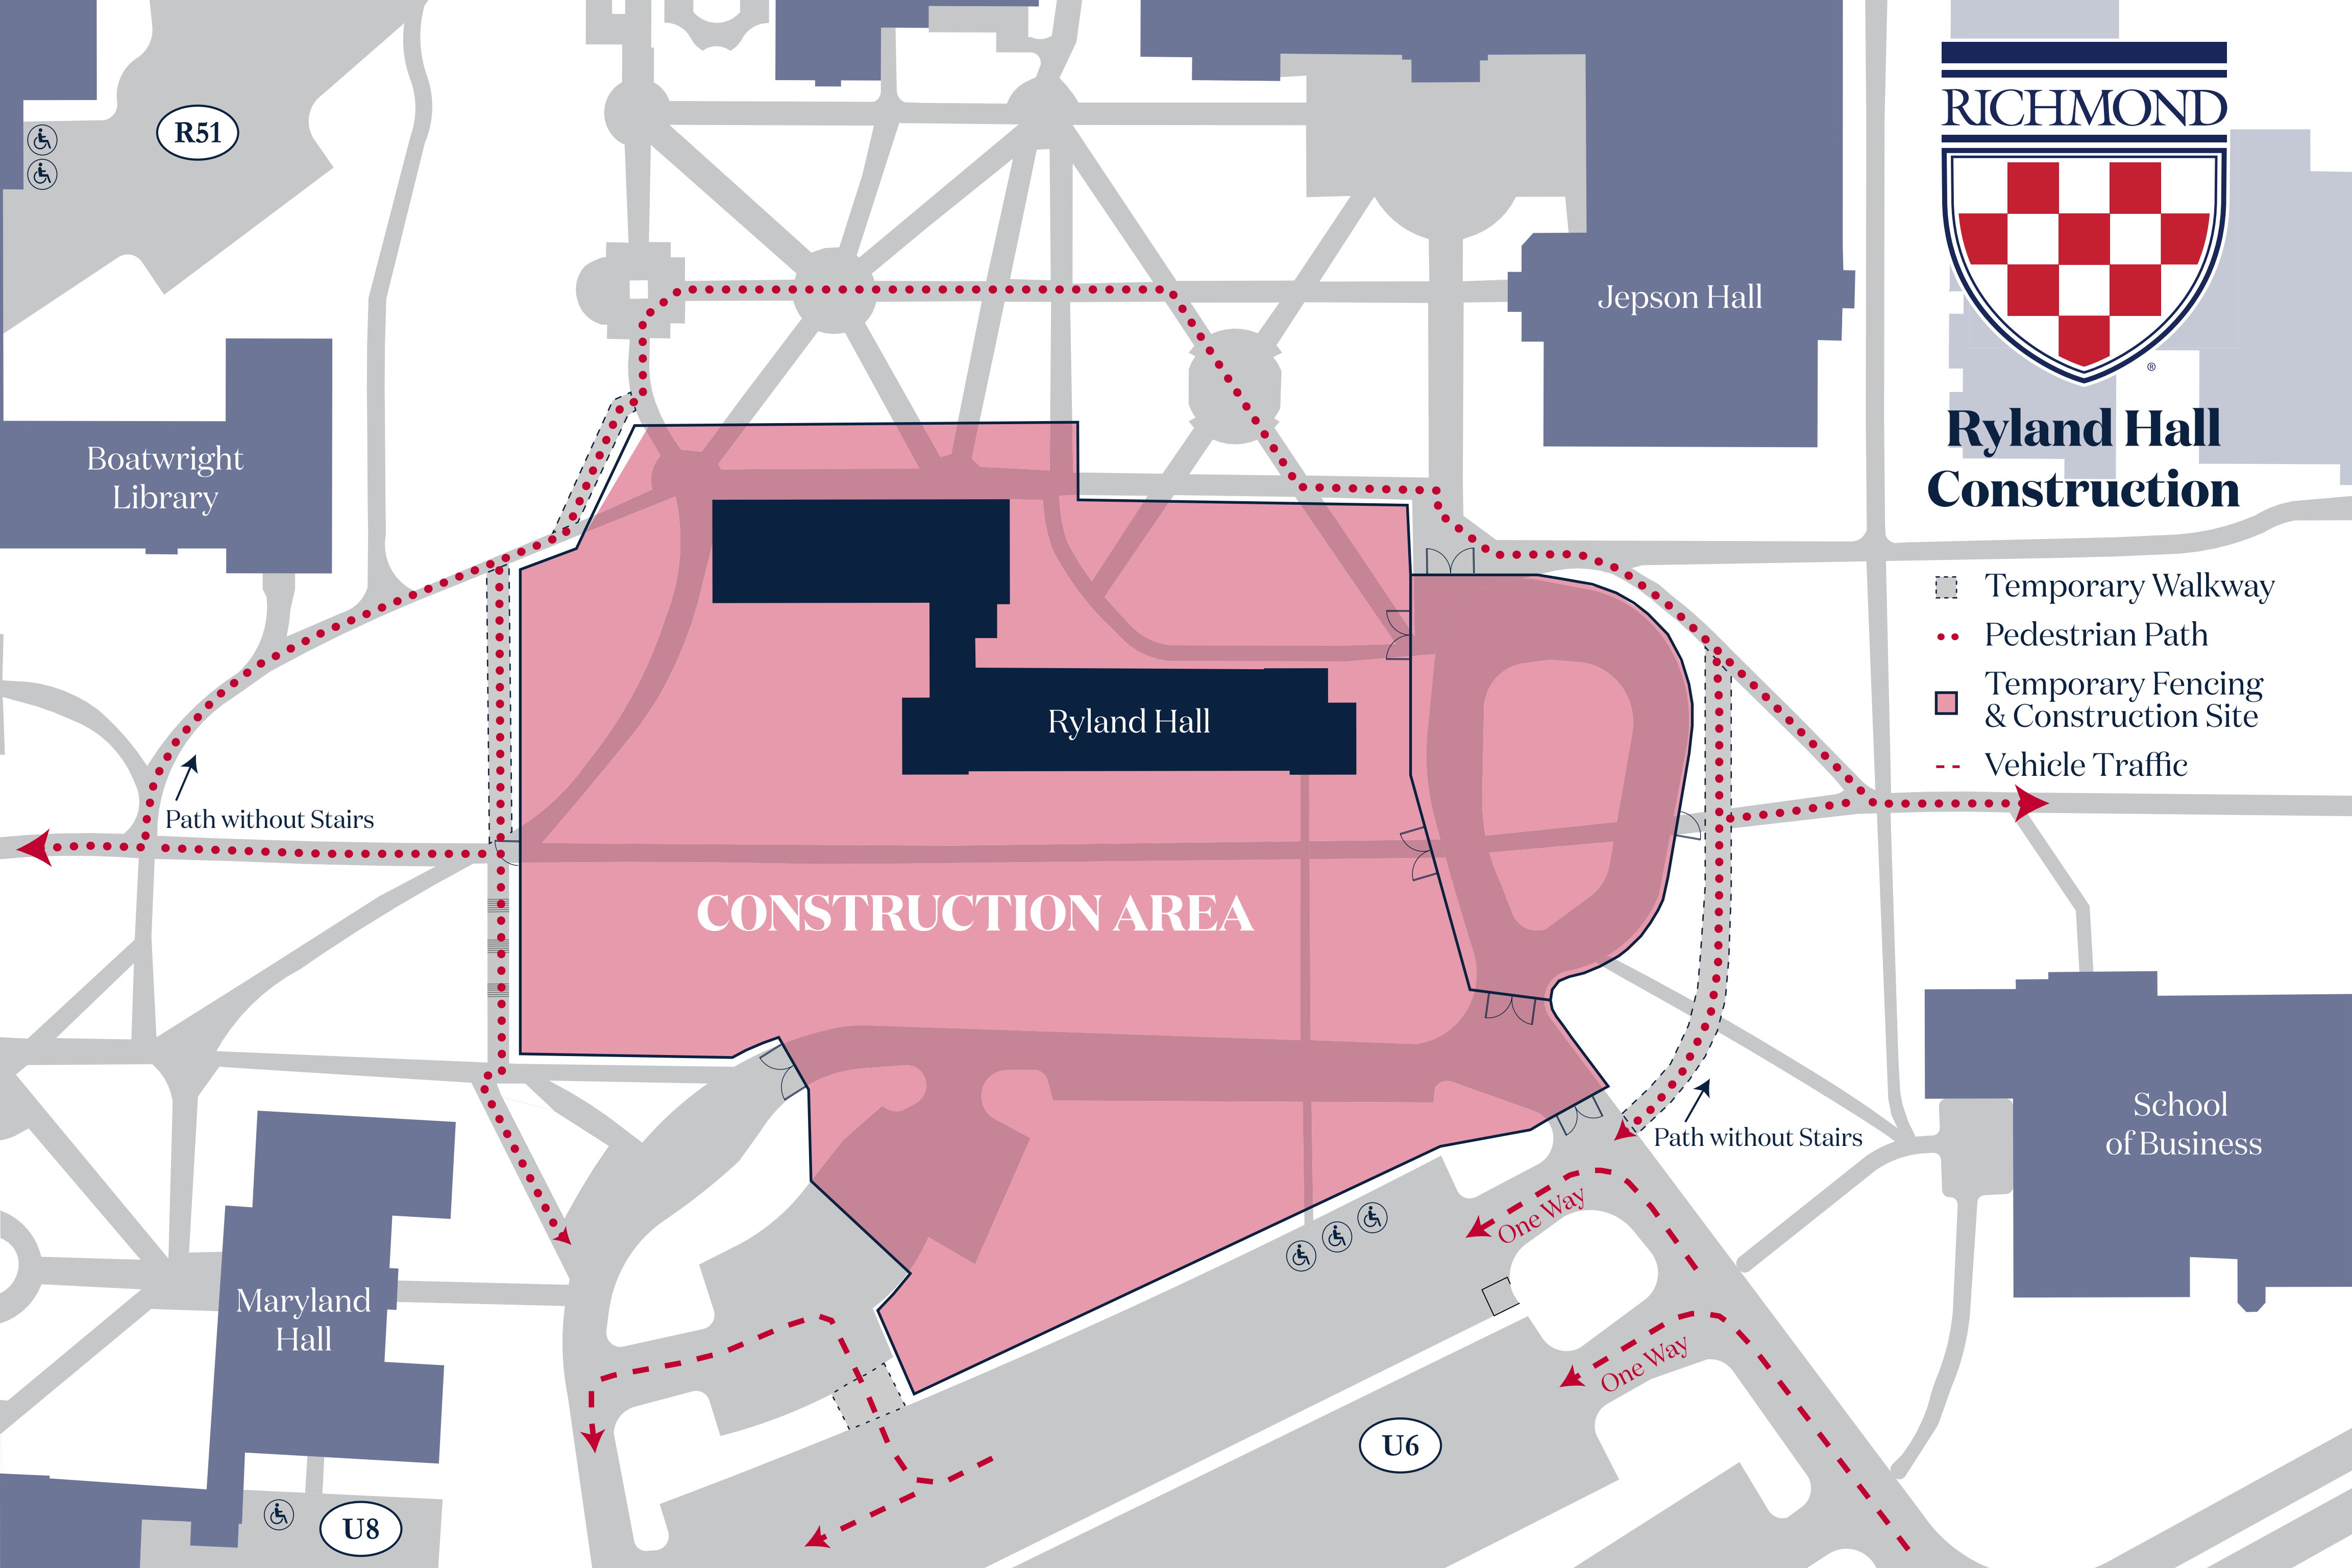 R51
RICHMOND
®
Ryland Hall
Construction
Jepson Hall
Boatwright
Library
Temporary Walkway
Pedestrian Path
Temporary Fencing
& Construction Site
Vehicle Traffic
Ryland Hall
Path without Stairs
CONSTRUCTION AREA
School
of Business
Path without Stairs
One Way
One Way
Maryland
Hall
U6
U8